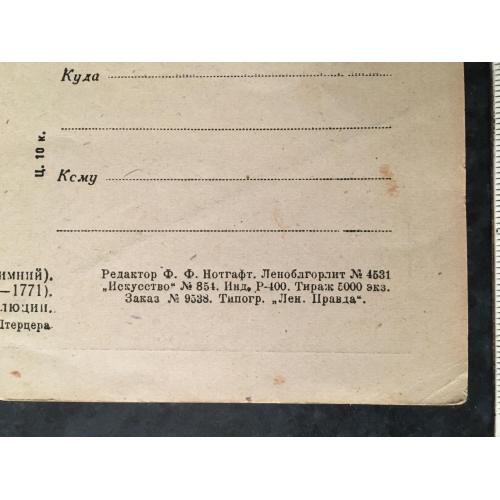 Куда
Ц. 10 к.
Кому
имний).
—1771).
люции.
Штерцера
Редактор Ф. Ф. Нотгафт. Леноблгорлит № 4531
„Искусство“ № 854. Инд. Р-400. Тираж 5000 экз.
Заказ № 9538. Типогр. „Лен. Правда“.